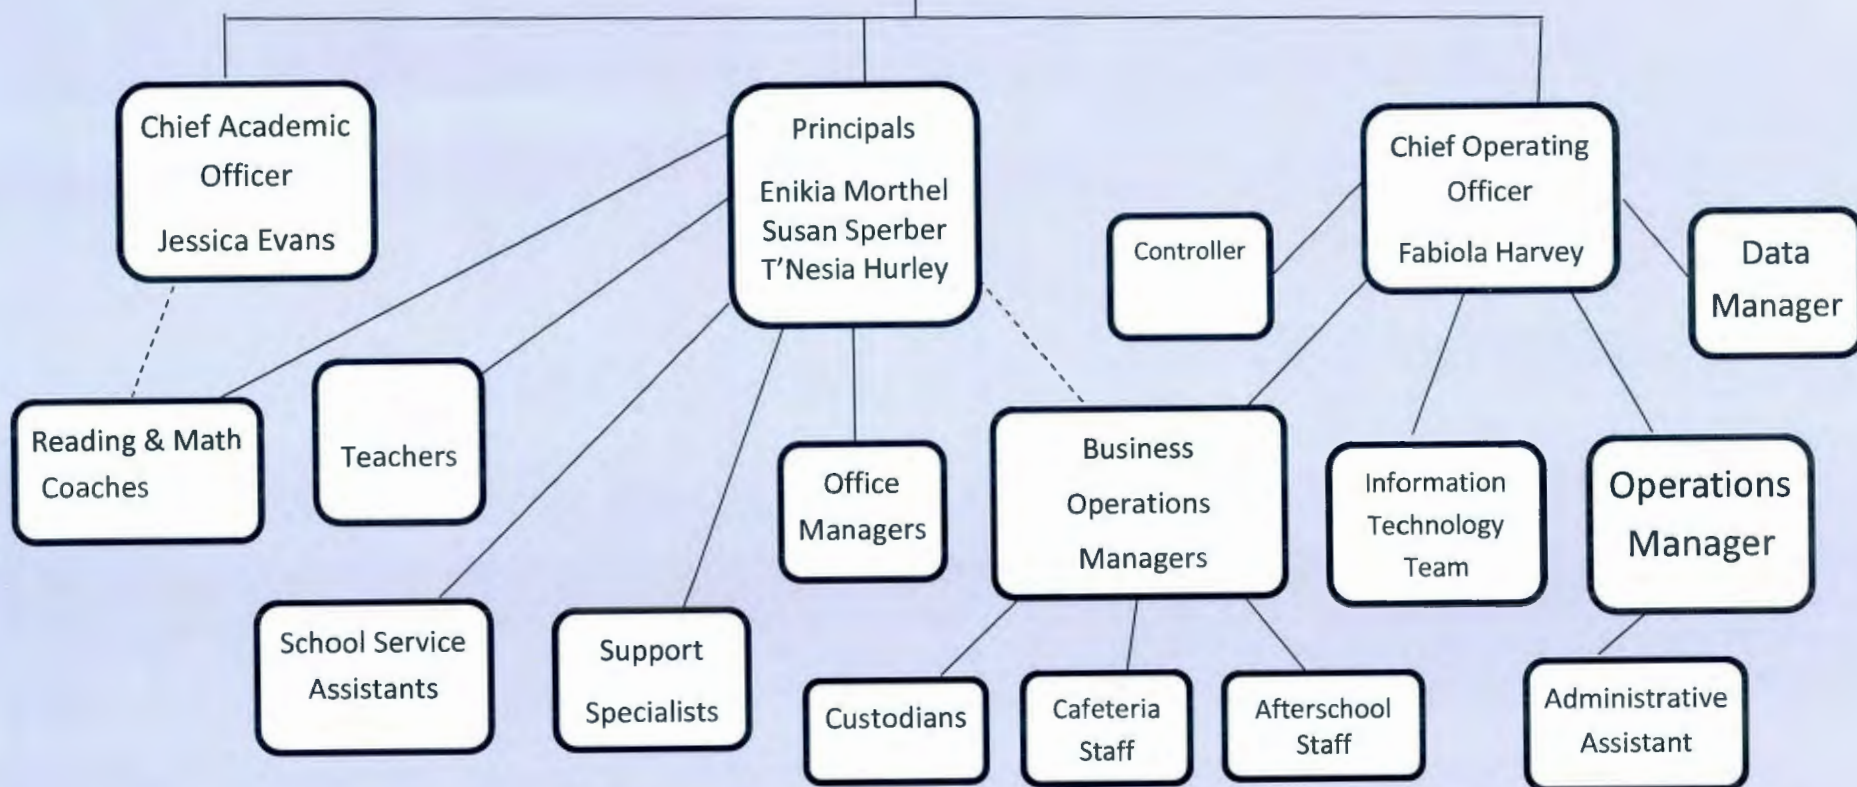 Chief Academic
Officer
Jessica Evans
Principals
Enikia Morthel
Susan Sperber
T'Nesia Hurley
Chief Operating
Officer
Fabiola Harvey
Controller
Data
Manager
Reading & Math
Coaches
Teachers
Office
Managers
Business
Operations
Managers
Information
Technology
Team
Operations
Manager
School Service
Assistants
Support
Specialists
Custodians
Cafeteria
Staff
Afterschool
Staff
Administrative
Assistant